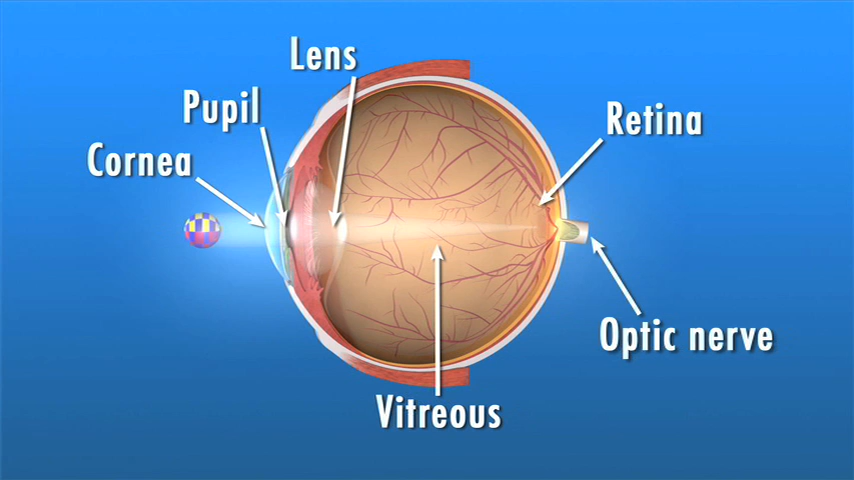 Lens
Pupil
Cornea
Retina
Optic nerve
Vitreous